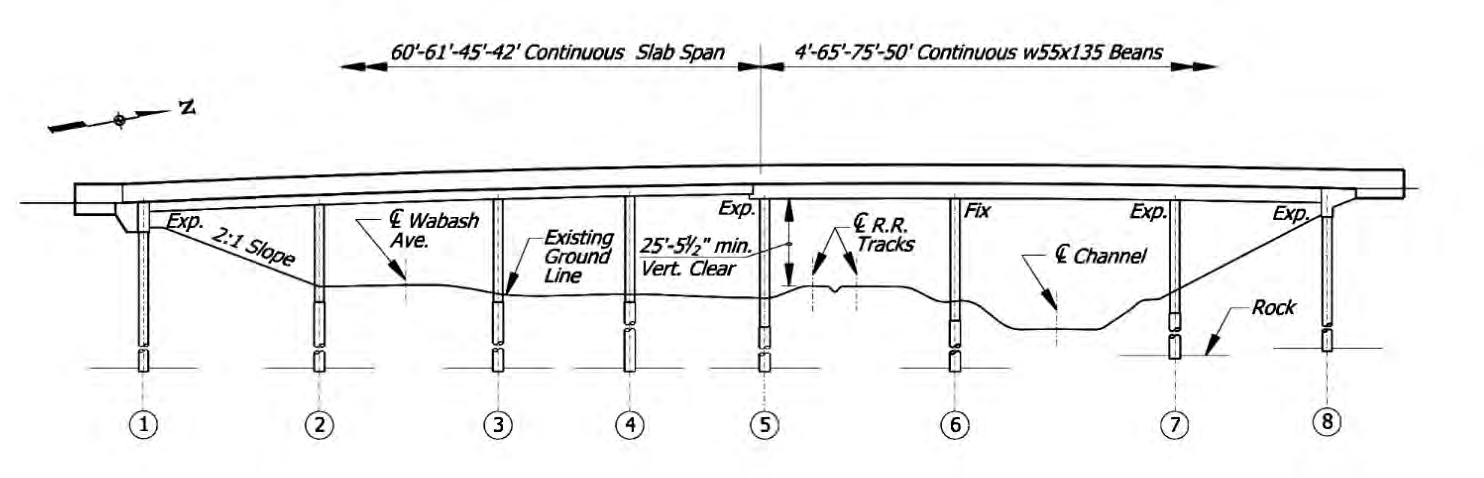 60'-61'-45'-42' Continuous Slab Span
4'-65'-75'-50' Continuous w55x135 Beans
N
Exp.
2:1 Slope
℄ Wabash
Ave.
Existing
Ground
Line
Exp.
25'-5½" min.
Vert. Clear
℄ R.R.
Tracks
Fix
℄ Channel
Exp.
Exp.
Rock
1
2
3
4
5
6
7
8